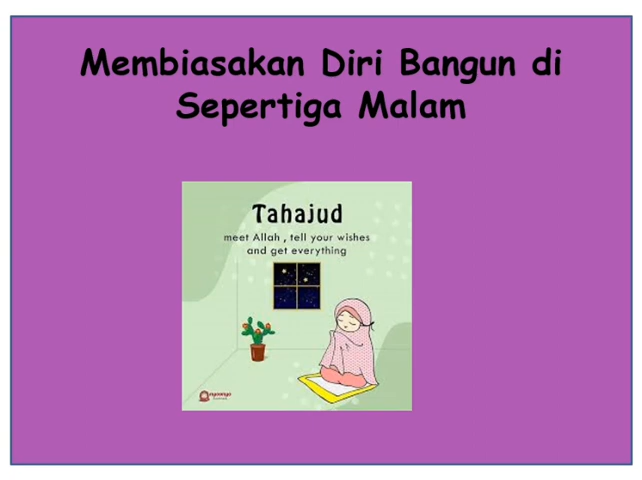 Membiasakan Diri Bangun di
Sepertiga Malam
Tahajud
meet Allah , tell your wishes
and get everything